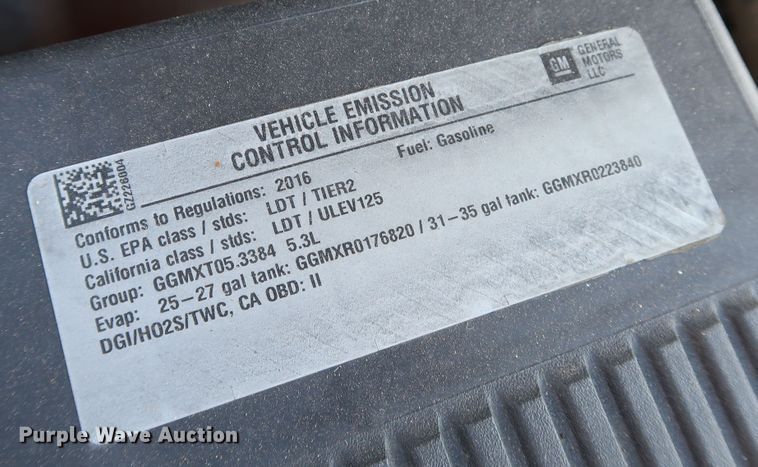 GM
GENERAL
MOTORS
LLC
VEHICLE EMISSION
CONTROL INFORMATION
Fuel: Gasoline
GZ/226004
Conforms to Regulations: 2016
U.S. EPA class / stds: LDT / TIER2
California class / stds: LDT / ULEV125
Group: GGMXT05.3384 5.3L
Evap: 25-27 gal tank: GGMXR0176820 / 31-35 gal tank: GGMXR0223840
DGI/HO2S/TWC, CA OBD: II
Purple Wave Auction